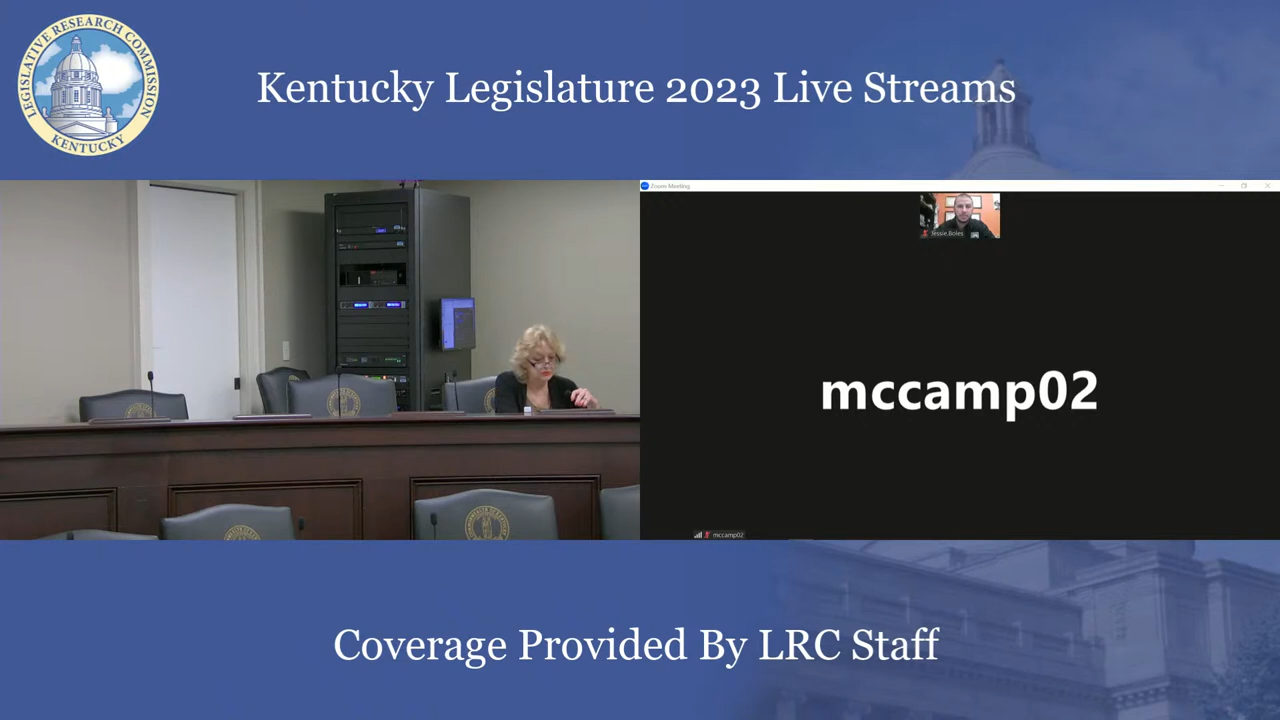 LEGISLATIVE RESEARCH COMMISSION
KENTUCKY
Kentucky Legislature 2023 Live Streams
Zoom Meeting
Jessie.Boles
mccamp02
mccamp02
Coverage Provided By LRC Staff